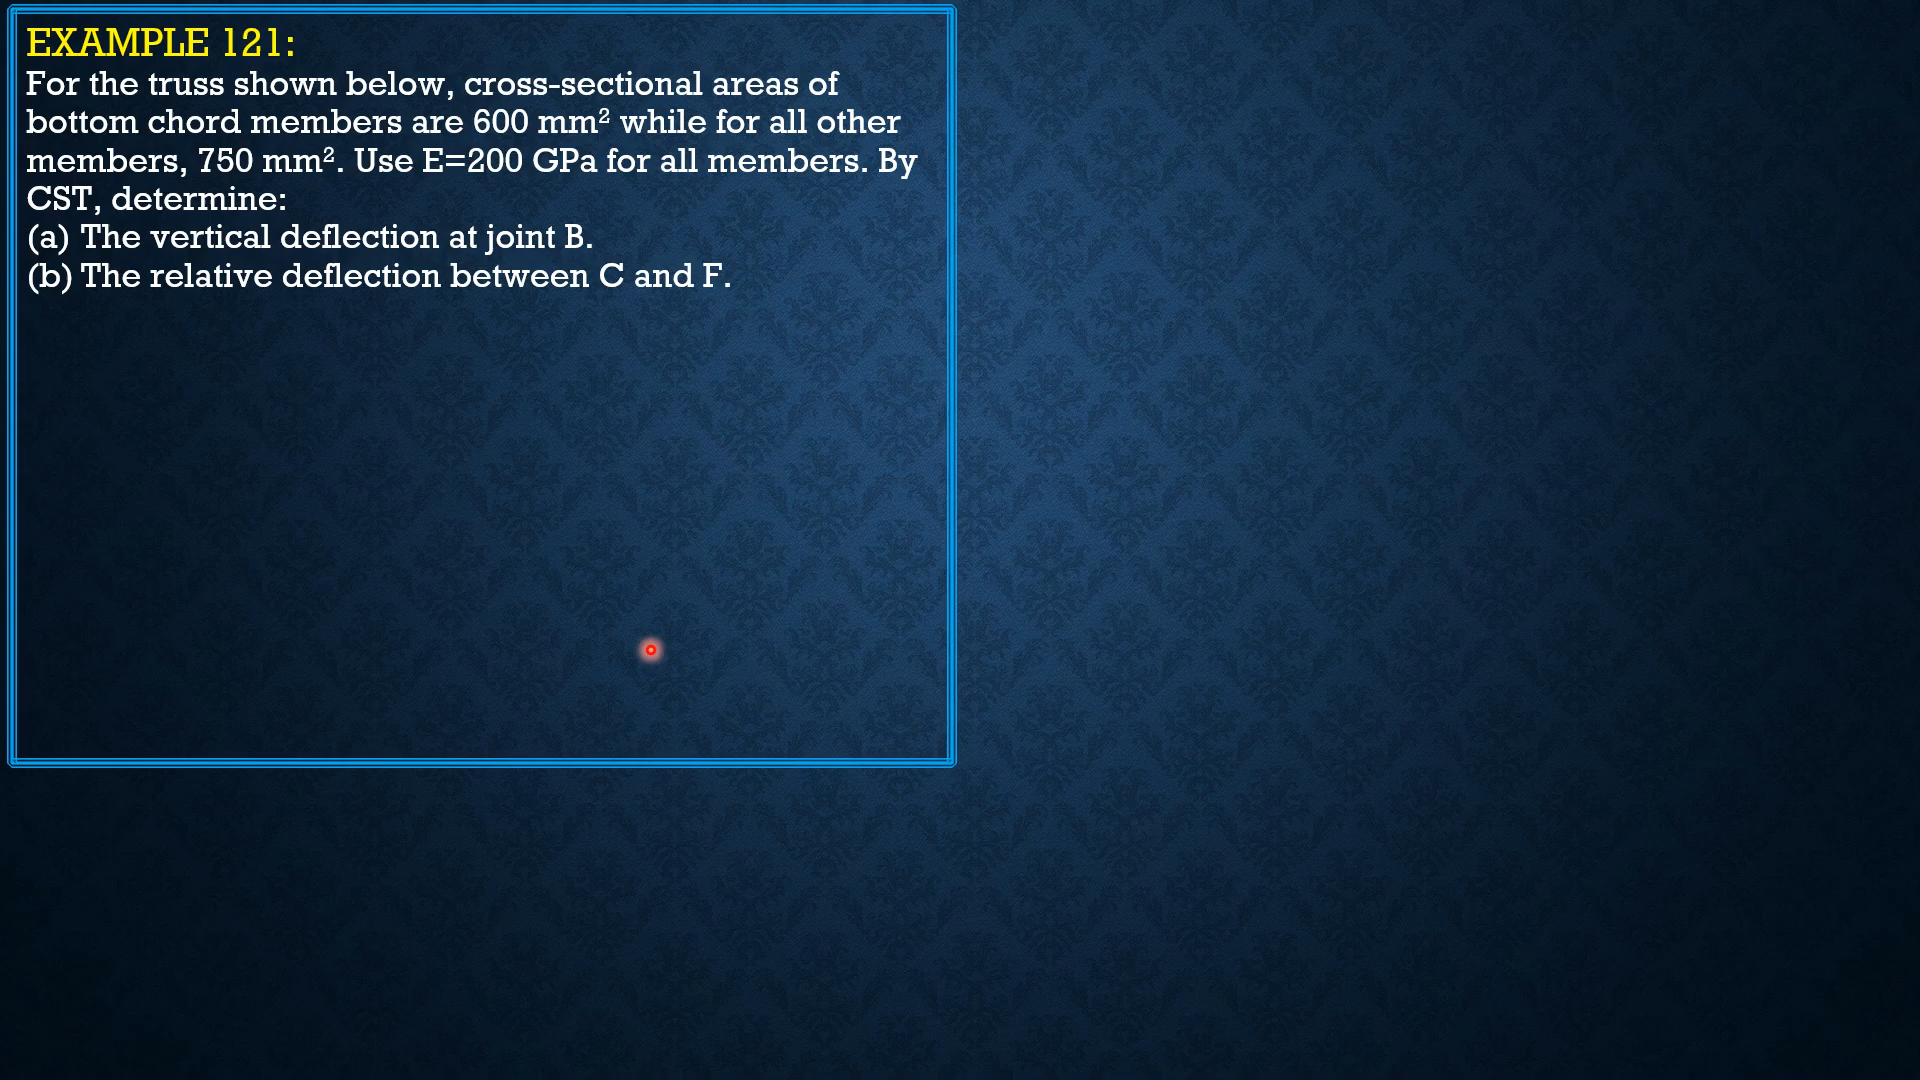 EXAMPLE 121:
For the truss shown below, cross-sectional areas of
bottom chord members are 600 mm² while for all other
members, 750 mm². Use E=200 GPa for all members. By
CST, determine:
(a) The vertical deflection at joint B.
(b) The relative deflection between C and F.